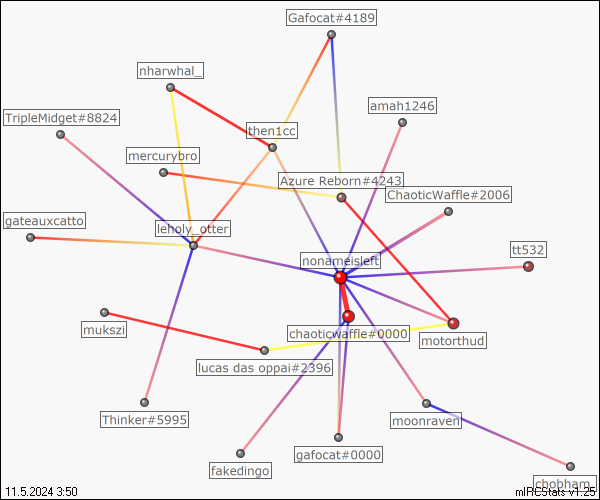 Gafocat#4189
nharwhal_
amah1246
TripleMidget#8824
then1cc
mercurybro
Azure Reborn#4243
ChaoticWaffle#2006
gateauxcatto
leholy_otter
tt532
nonameisleft
mukszi
chaoticwaffle#0000
motorthud
lucas das oppai#2396
Thinker#5995
moonraven
gafocat#0000
fakedingo
chobham_
11.5.2024 3:50
mIRCStats v1.25